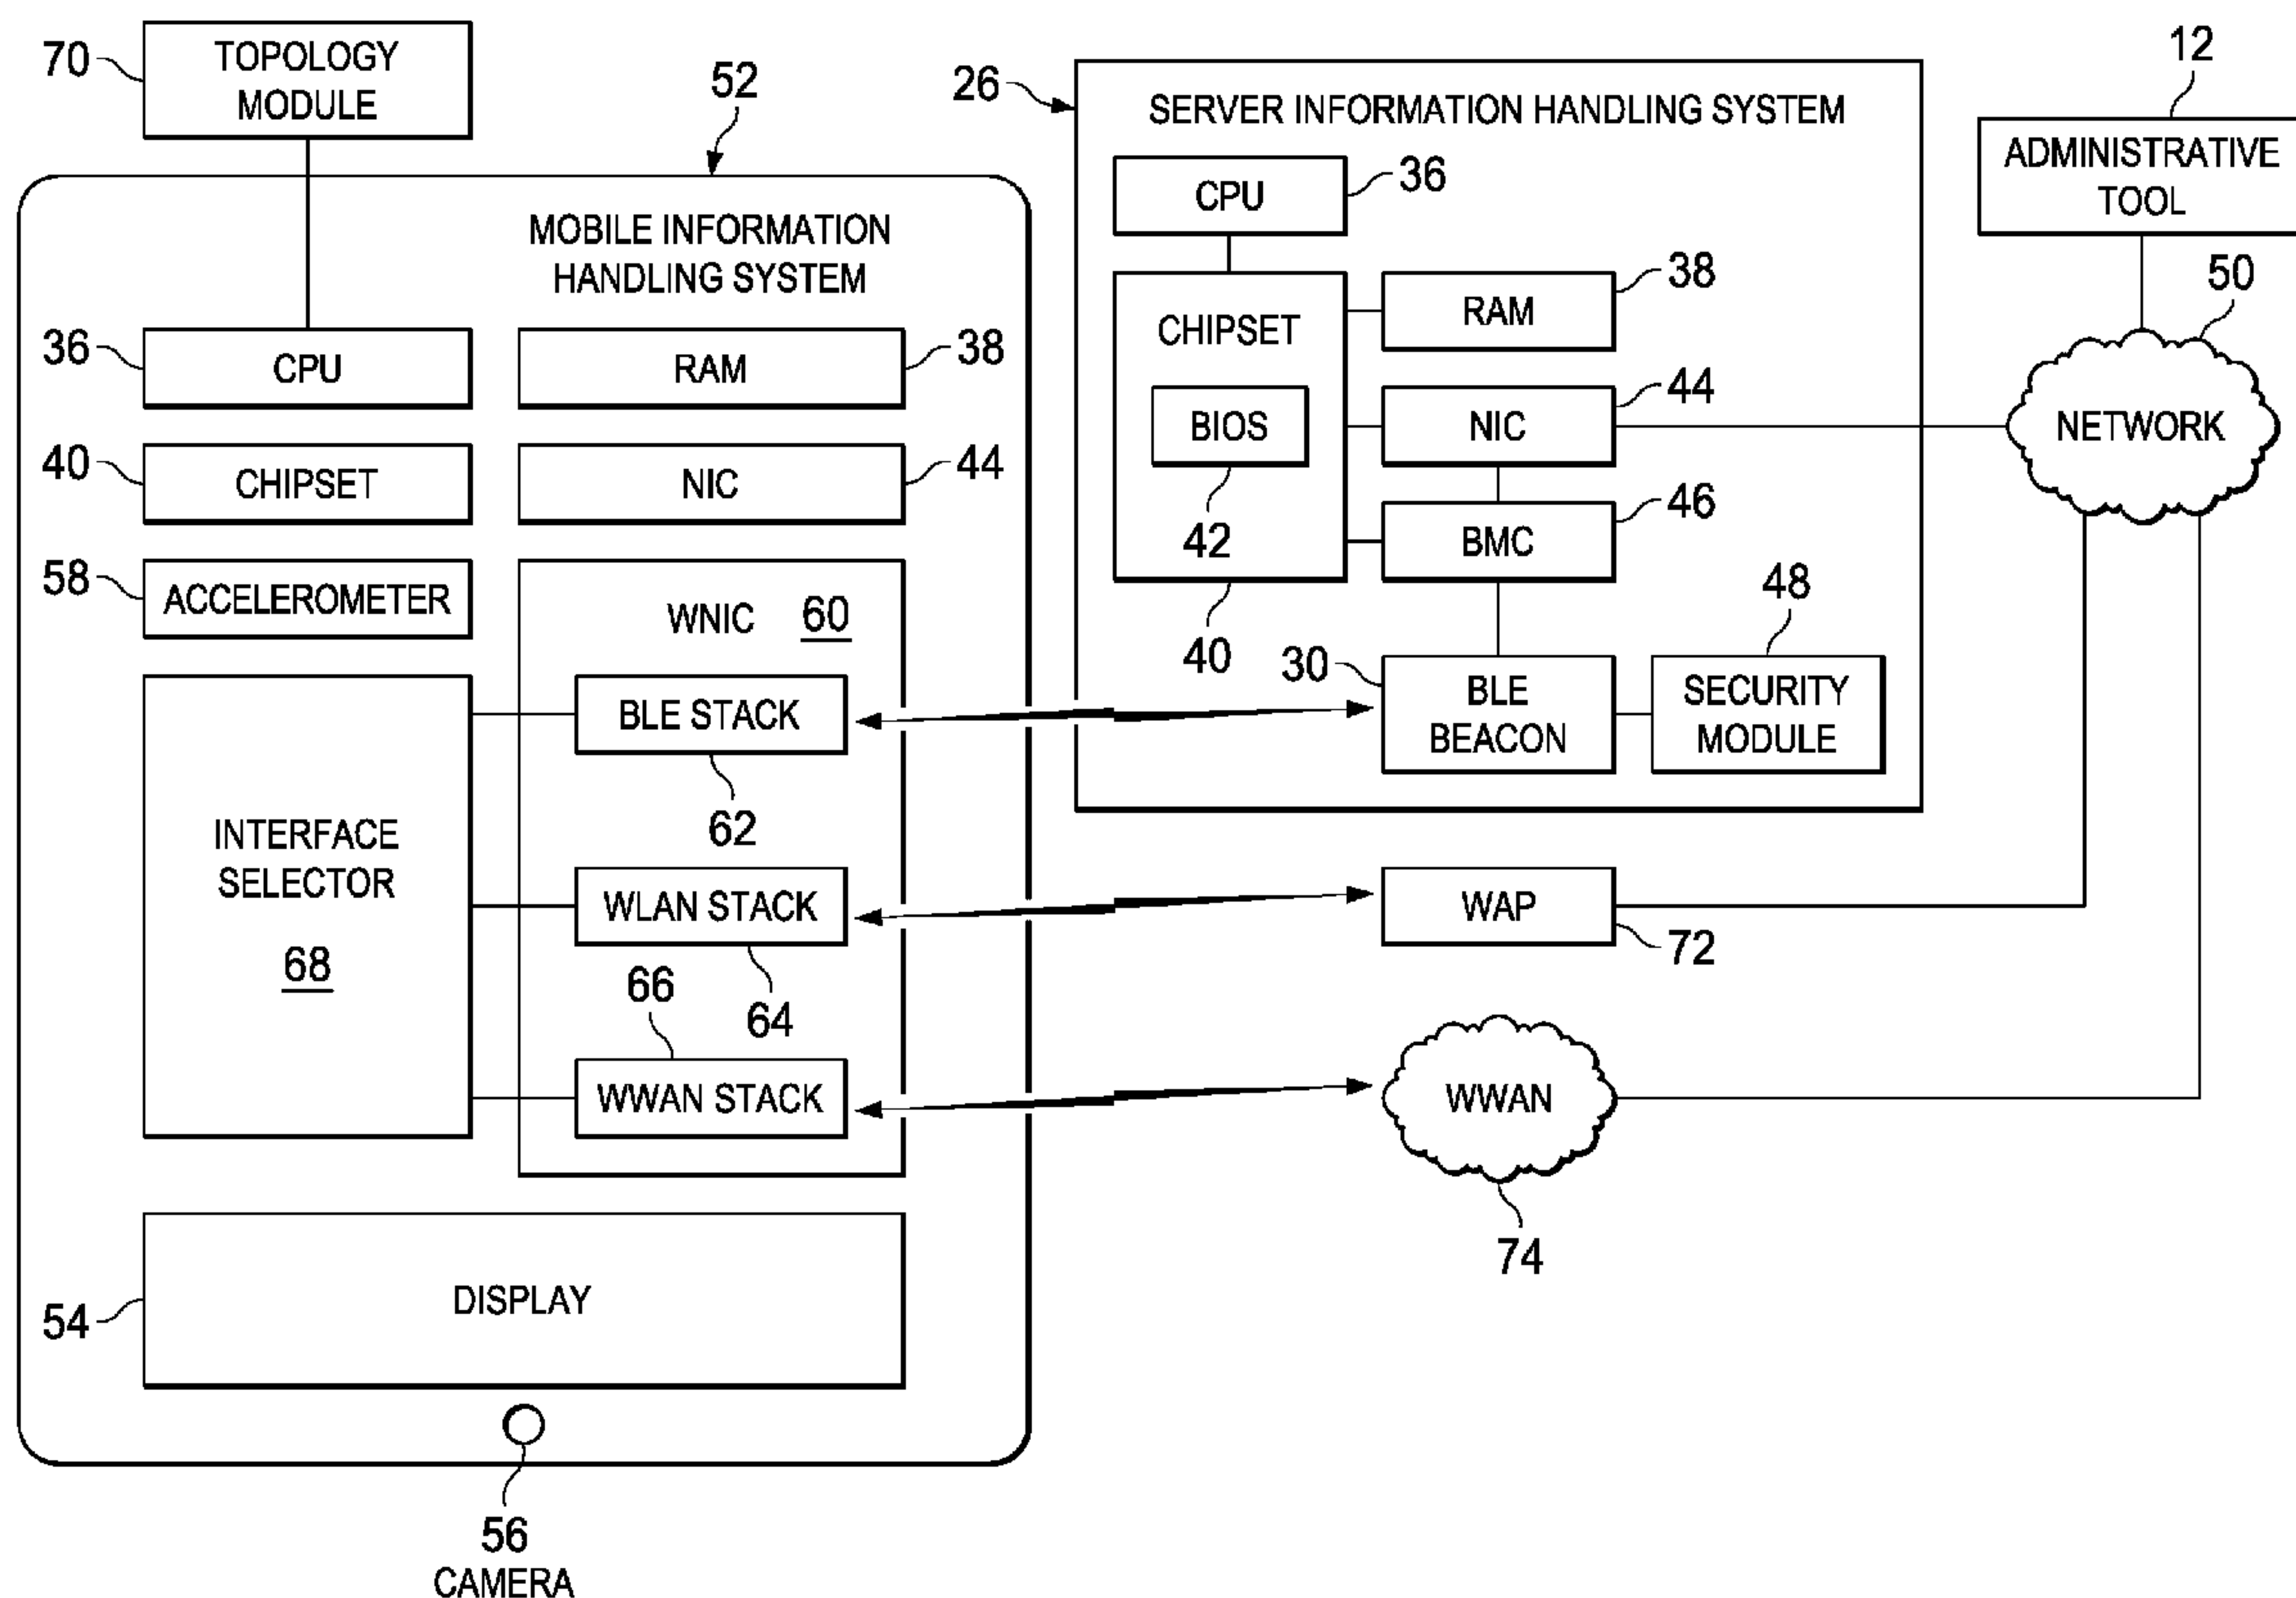 70
TOPOLOGY
MODULE
52
MOBILE INFORMATION
HANDLING SYSTEM
36
CPU
RAM
38
40
CHIPSET
NIC
44
58
ACCELEROMETER
WNIC
60
BLE STACK
62
INTERFACE
SELECTOR
68
WLAN STACK
64
66
WWAN STACK
54
DISPLAY
56
CAMERA
26
SERVER INFORMATION HANDLING SYSTEM
CPU
36
CHIPSET
RAM
38
BIOS
42
NIC
44
BMC
46
40
30
BLE
BEACON
48
SECURITY
MODULE
12
ADMINISTRATIVE
TOOL
50
NETWORK
WAP
72
WWAN
74